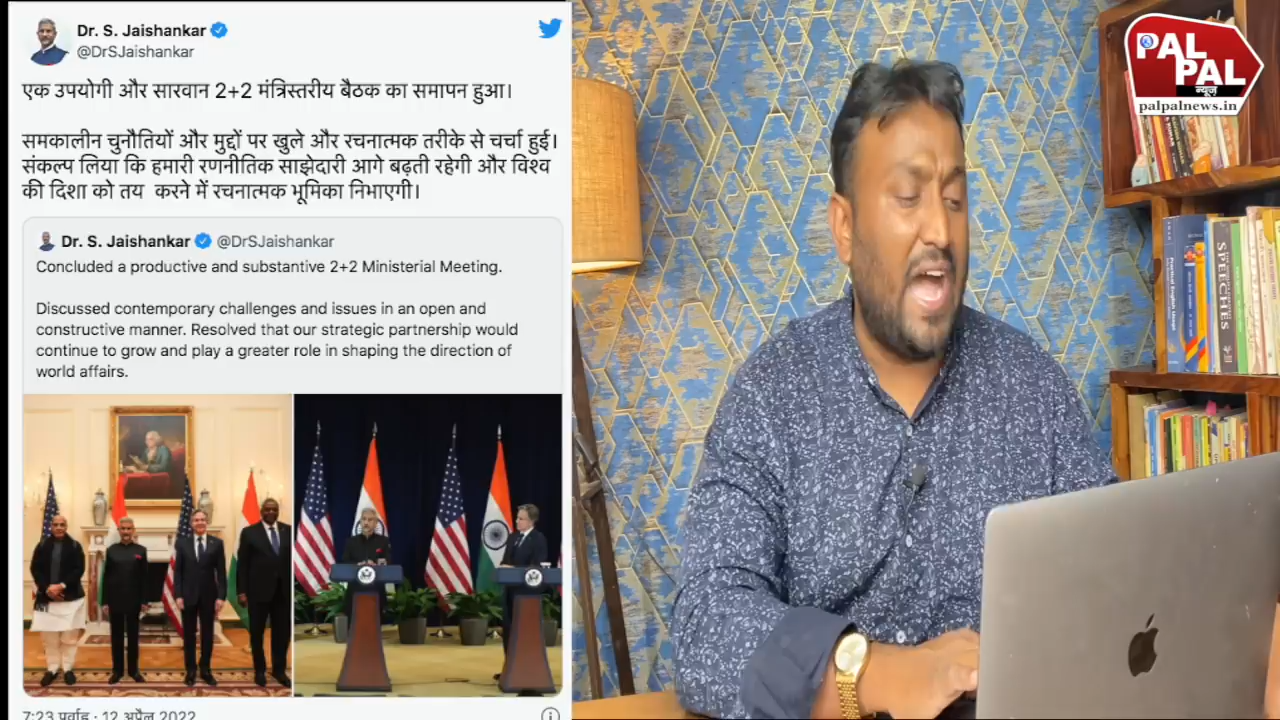 Dr. S. Jaishankar
@DrSJaishankar
एक उपयोगी और सारवान 2+2 मंत्रिस्तरीय बैठक का समापन हुआ।
समकालीन चुनौतियों और मुद्दों पर खुले और रचनात्मक तरीके से चर्चा हुई।
संकल्प लिया कि हमारी रणनीतिक साझेदारी आगे बढ़ती रहेगी और विश्व
की दिशा को तय करने में रचनात्मक भूमिका निभाएगी।
Dr. S. Jaishankar @DrSJaishankar
Concluded a productive and substantive 2+2 Ministerial Meeting.
Discussed contemporary challenges and issues in an open and
constructive manner. Resolved that our strategic partnership would
continue to grow and play a greater role in shaping the direction of
world affairs.
7:23 पूर्वाह्न · 12 अप्रैल 2022
PAL
PAL
न्यूज़
palpalnews.in
SPEECHES
Practical English Usage